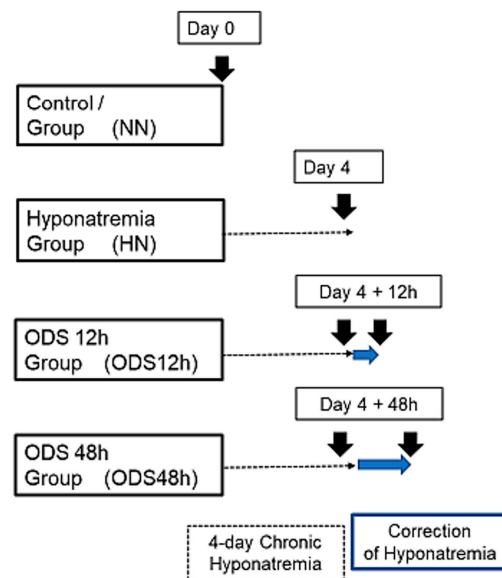 Day 0
Control /
Group (NN)
Day 4
Hyponatremia
Group (HN)
Day 4 + 12h
ODS 12h
Group (ODS12h)
Day 4 + 48h
ODS 48h
Group (ODS48h)
4-day Chronic
Hyponatremia
Correction
of Hyponatremia